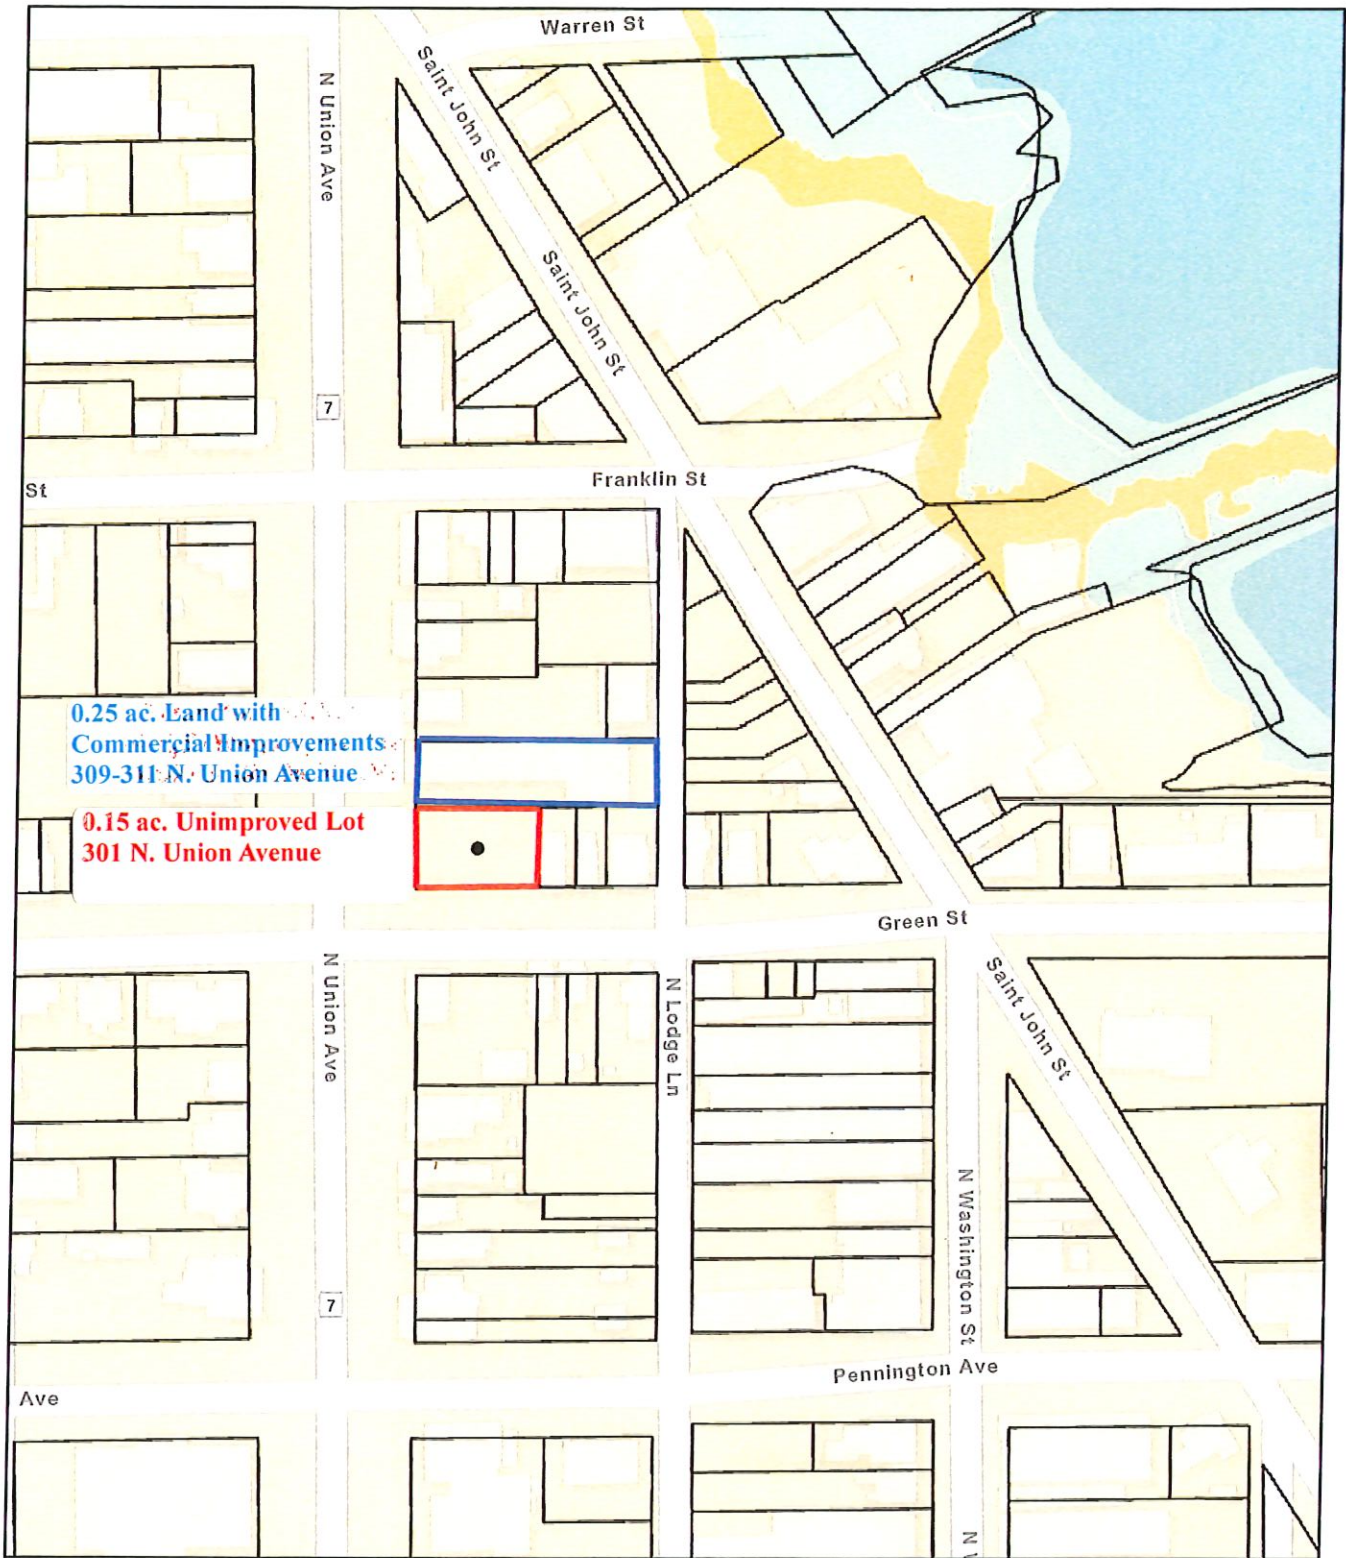 Warren St
N Union Ave
Saint John St
Saint John St
7
St
Franklin St
0.25 ac. Land with
Commercial Improvements
309-311 N. Union Avenue
0.15 ac. Unimproved Lot
301 N. Union Avenue
Green St
N Union Ave
N Lodge Ln
Saint John St
N Washington St
7
Pennington Ave
Ave
N